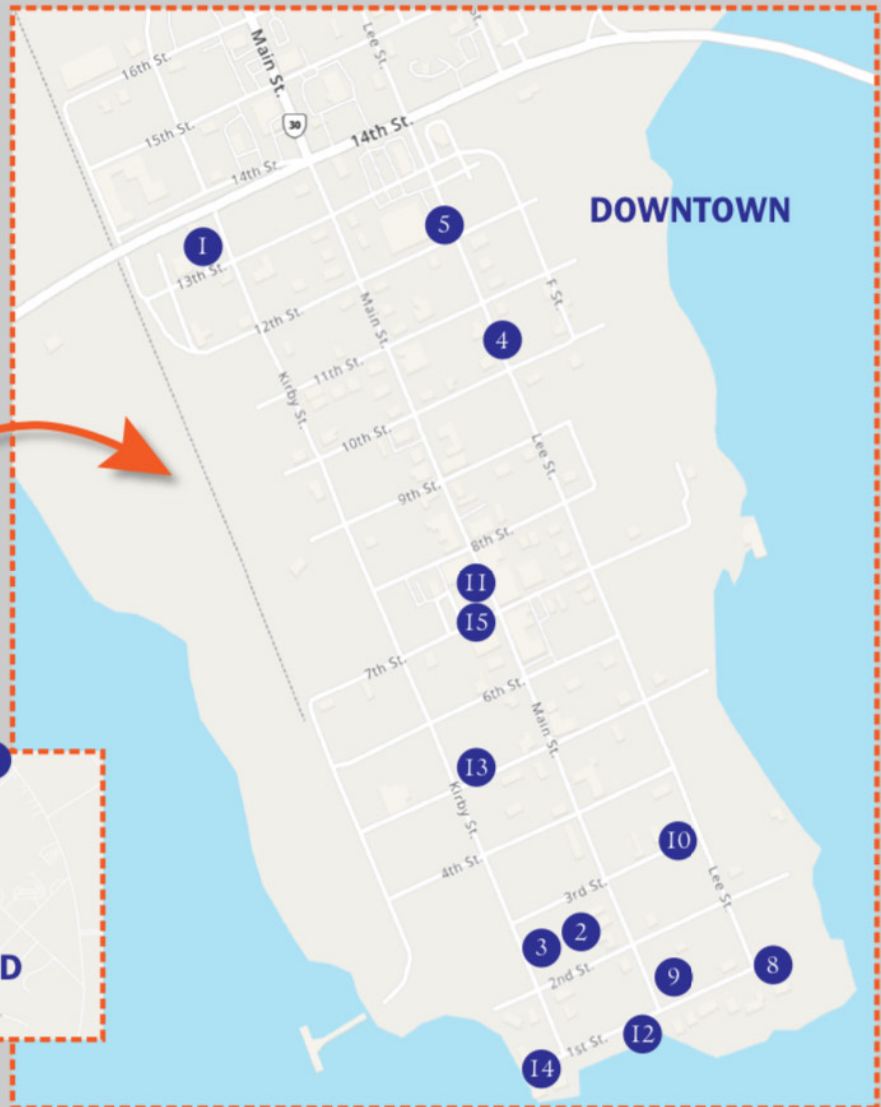 Main St.
Lee St.
St.
16th St.
30
14th St.
15th St.
14th St.
DOWNTOWN
5
1
13th St.
F St.
Main St.
12th St.
4
11th St.
Kirby St.
10th St.
Lee St.
9th St.
8th St.
11
15
7th St.
6th St.
Main St.
13
Kirby St.
10
4th St.
Lee St.
3rd St.
2
3
D
2nd St.
9
8
12
1st St.
14